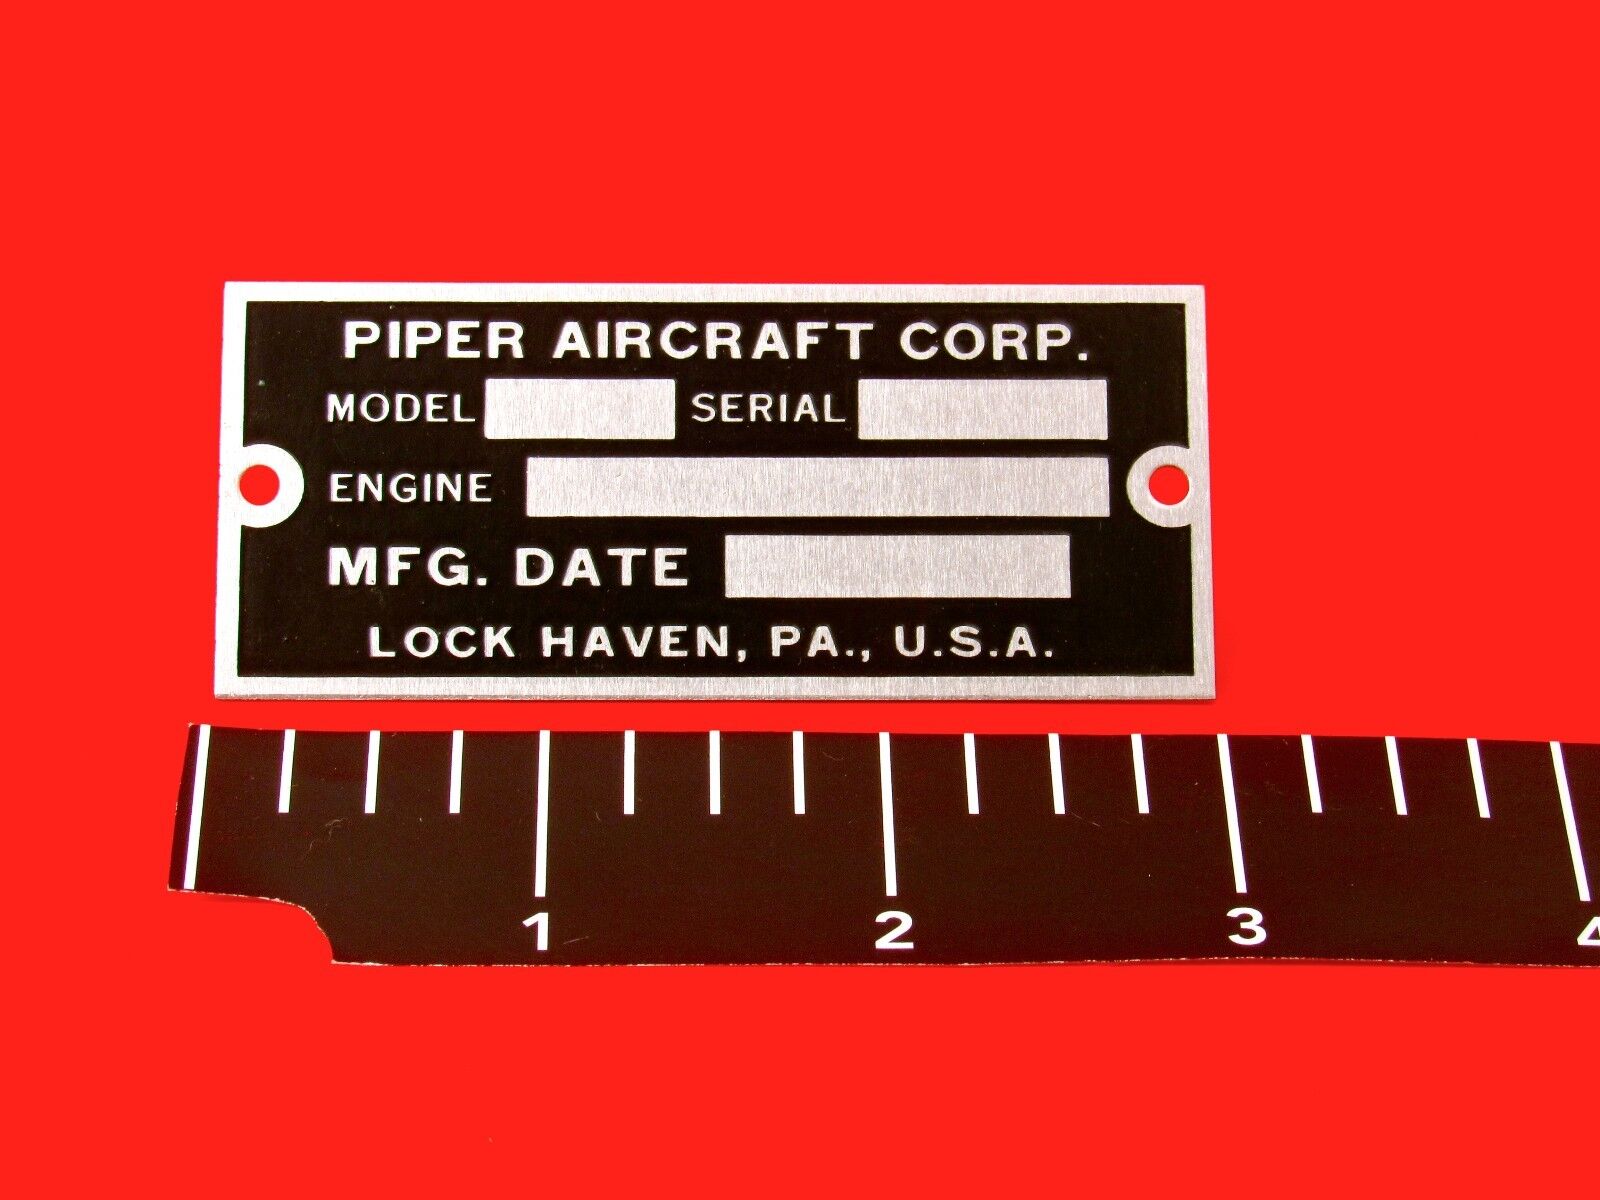 PIPER AIRCRAFT CORP.
MODEL SERIAL
ENGINE
MFG. DATE
LOCK HAVEN, PA., U.S.A.
1 2 3 4